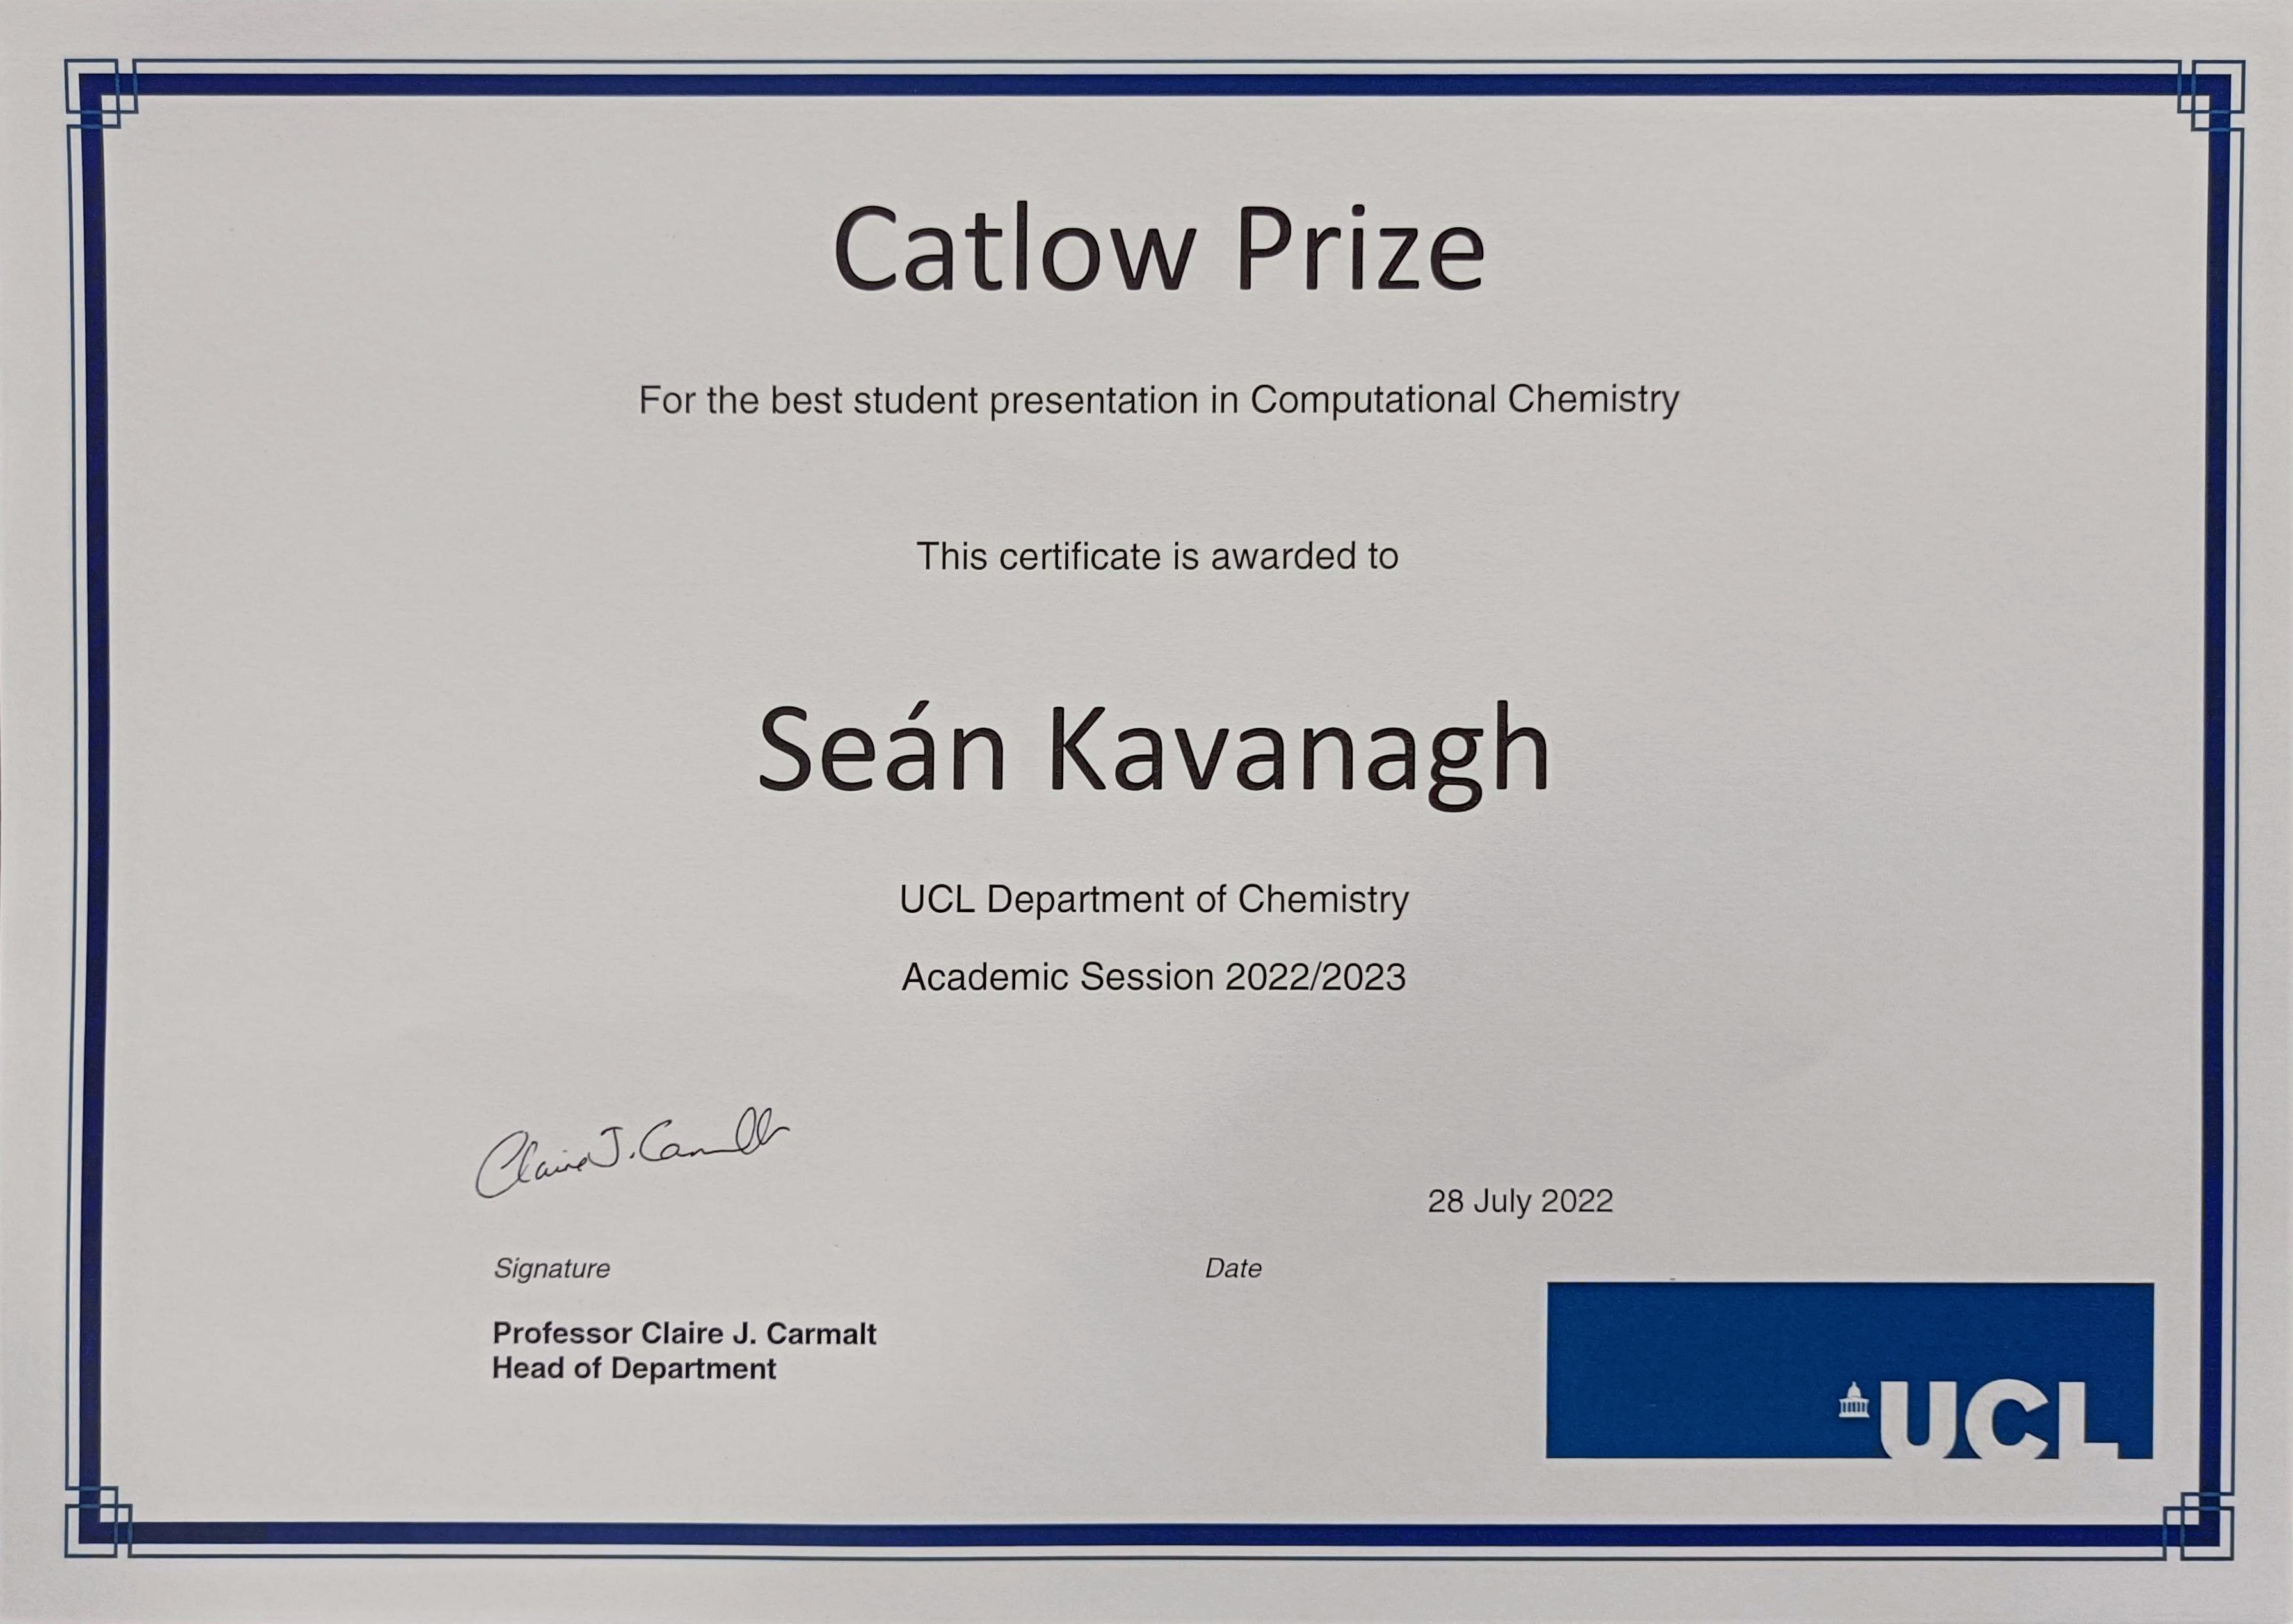 Catlow Prize
For the best student presentation in Computational Chemistry
This certificate is awarded to
Seán Kavanagh
UCL Department of Chemistry
Academic Session 2022/2023
Claire J. Carmalt
28 July 2022
Signature
Date
Professor Claire J. Carmalt
Head of Department
UCL